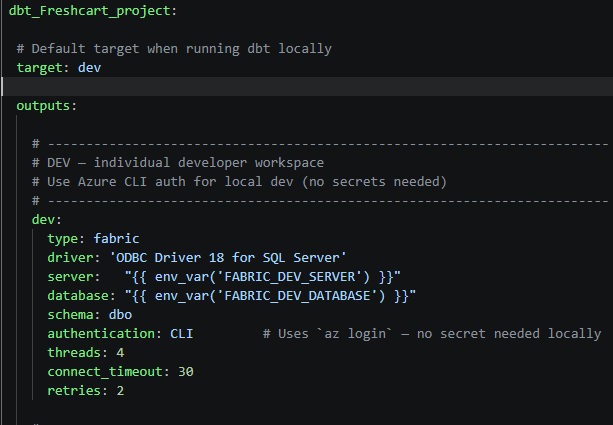 dbt_Freshcart_project:
# Default target when running dbt locally
target: dev
outputs:
# -----------------------------------------------------------------------
# DEV — individual developer workspace
# Use Azure CLI auth for local dev (no secrets needed)
# -----------------------------------------------------------------------
dev:
type: fabric
driver: 'ODBC Driver 18 for SQL Server'
server:   "{{ env_var('FABRIC_DEV_SERVER') }}"
database: "{{ env_var('FABRIC_DEV_DATABASE') }}"
schema: dbo
authentication: CLI         # Uses `az login` — no secret needed locally
threads: 4
connect_timeout: 30
retries: 2